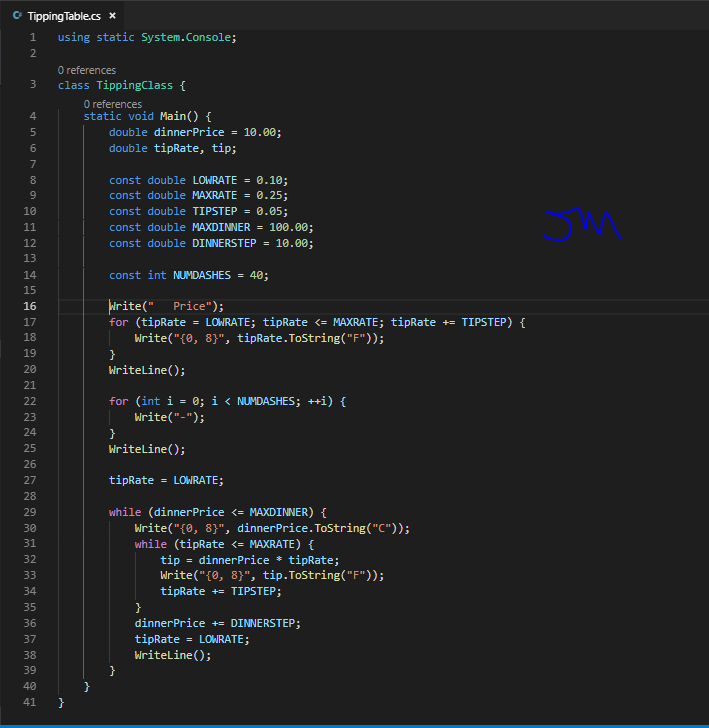 TippingTable.cs ×
1 using static System.Console;
2
0 references
3 class TippingClass {
0 references
4 static void Main() {
5 double dinnerPrice = 10.00;
6 double tipRate, tip;
7
8 const double LOWRATE = 0.10;
9 const double MAXRATE = 0.25;
10 const double TIPSTEP = 0.05;
11 const double MAXDINNER = 100.00;
12 const double DINNERSTEP = 10.00;
13
14 const int NUMDASHES = 40;
15
16 Write("   Price");
17 for (tipRate = LOWRATE; tipRate <= MAXRATE; tipRate += TIPSTEP) {
18 Write("{0, 8}", tipRate.ToString("F"));
19 }
20 WriteLine();
21
22 for (int i = 0; i < NUMDASHES; ++i) {
23 Write("-");
24 }
25 WriteLine();
26
27 tipRate = LOWRATE;
28
29 while (dinnerPrice <= MAXDINNER) {
30 Write("{0, 8}", dinnerPrice.ToString("C"));
31 while (tipRate <= MAXRATE) {
32 tip = dinnerPrice * tipRate;
33 Write("{0, 8}", tip.ToString("F"));
34 tipRate += TIPSTEP;
35 }
36 dinnerPrice += DINNERSTEP;
37 tipRate = LOWRATE;
38 WriteLine();
39 }
40 }
41 }